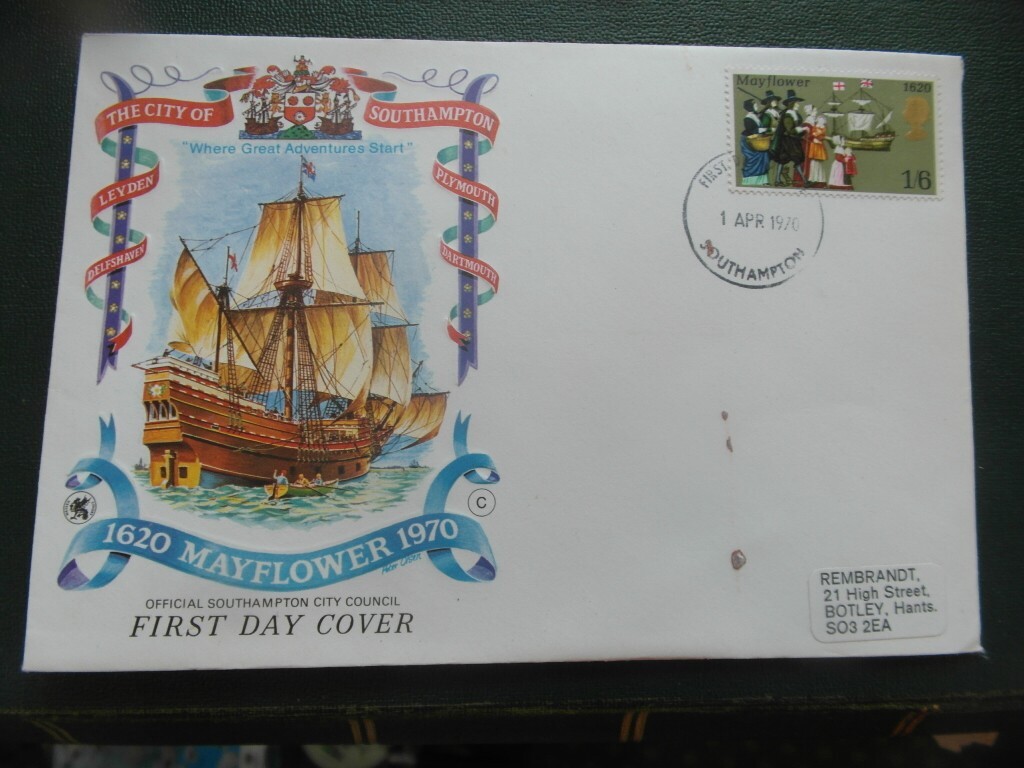 THE CITY OF SOUTHAMPTON
"Where Great Adventures Start"
LEYDEN
PLYMOUTH
DELFSHAVEN
DARTMOUTH
C
1620 MAYFLOWER 1970
OFFICIAL SOUTHAMPTON CITY COUNCIL
FIRST DAY COVER
Mayflower 1620
1/6
FIRST
1 APR 1970
SOUTHAMPTON
REMBRANDT,
21 High Street,
BOTLEY, Hants.
SO3 2EA